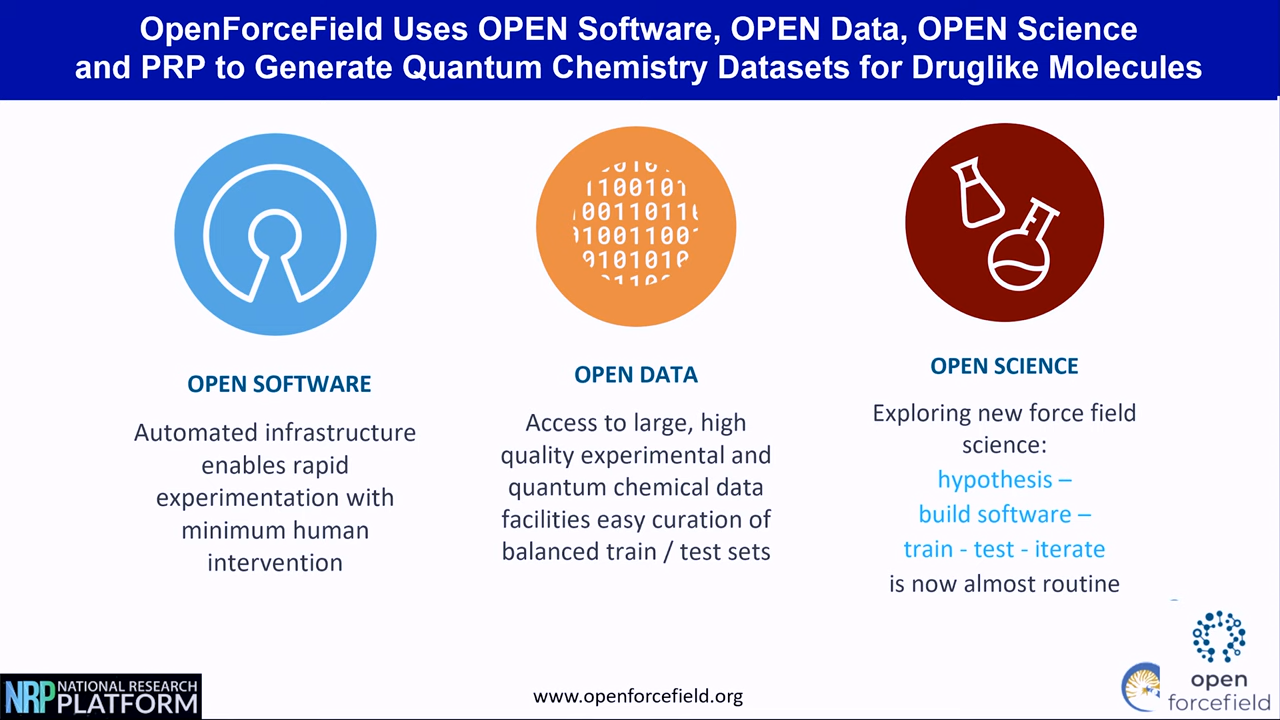 OpenForceField Uses OPEN Software, OPEN Data, OPEN Science
and PRP to Generate Quantum Chemistry Datasets for Druglike Molecules
OPEN SOFTWARE
Automated infrastructure
enables rapid
experimentation with
minimum human
intervention
OPEN DATA
Access to large, high
quality experimental and
quantum chemical data
facilities easy curation of
balanced train / test sets
OPEN SCIENCE
Exploring new force field
science:
hypothesis –
build software –
train - test - iterate
is now almost routine
NRP NATIONAL RESEARCH
PLATFORM
www.openforcefield.org
open
forcefield